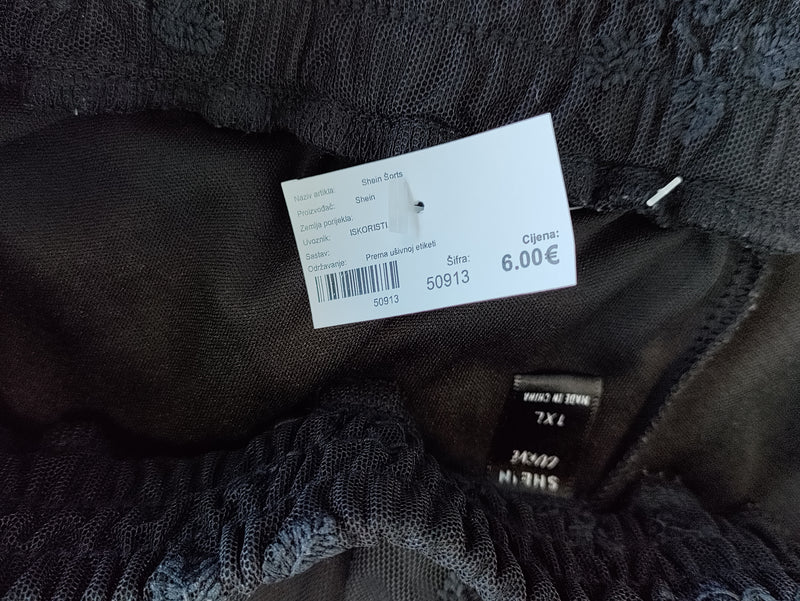 Naziv artikla: Shein Šorts
Proizvođač: Shein
Zemlja porijekla:
Uvoznik: ISKORISTI
Sastav:
Održavanje: Prema ušivnoj etiketi
50913
Šifra:
50913
Cijena:
6.00€
SHEIN
CURVE
1XL
MADE IN CHINA